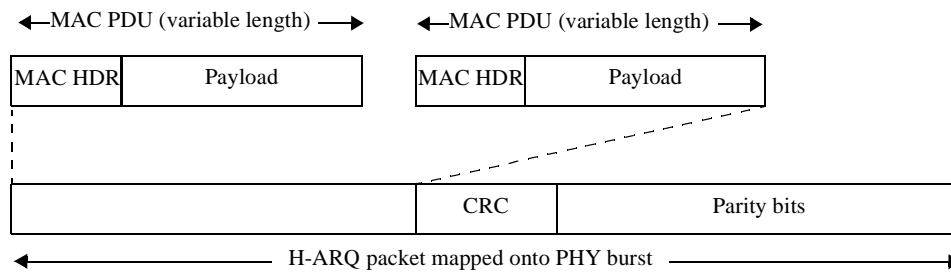 MAC PDU (variable length)
MAC PDU (variable length)
MAC HDR
Payload
MAC HDR
Payload
CRC
Parity bits
H-ARQ packet mapped onto PHY burst